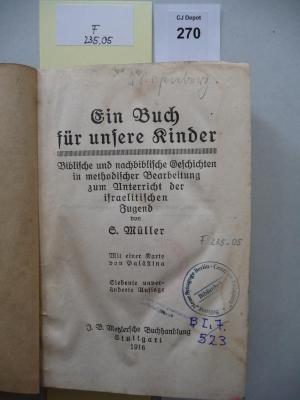 F
235,05
CJ Depot
270
Ein Buch
für unsere Kinder
Biblische und nachbiblische Geschichten
in methodischer Bearbeitung
zum Unterricht der
israelitischen
Jugend
von
S. Müller
Mit einer Karte
von Palästina
F 235.05
Siebente unver-
änderte Auflage
Bibliothek
J. B. Metzlersche Buchhandlung
Stuttgart
1916
B I, 7.
523